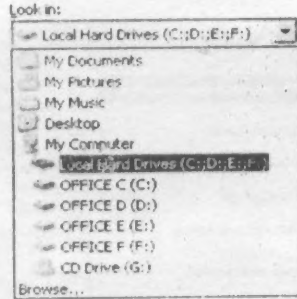 Look in:
Local Hard Drives (C:;D:;E:;F:)
My Documents
My Pictures
My Music
Desktop
My Computer
Local Hard Drives (C:;D:;E:;F:)
OFFICE C (C:)
OFFICE D (D:)
OFFICE E (E:)
OFFICE F (F:)
CD Drive (G:)
Browse...